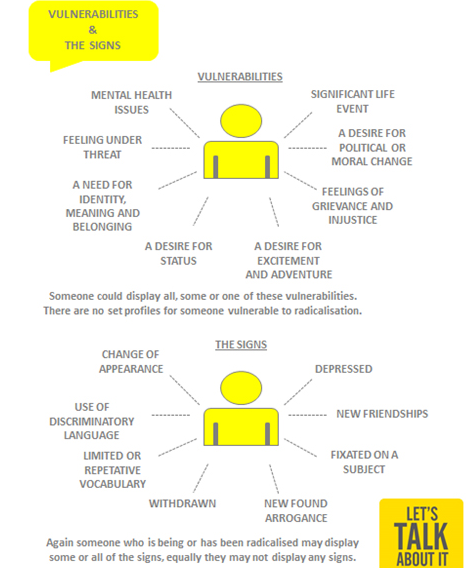 VULNERABILITIES
&
THE SIGNS
VULNERABILITIES
MENTAL HEALTH
ISSUES
SIGNIFICANT LIFE
EVENT
FEELING UNDER
THREAT
A DESIRE FOR
POLITICAL OR
MORAL CHANGE
A NEED FOR
IDENTITY,
MEANING AND
BELONGING
FEELINGS OF
GRIEVANCE AND
INJUSTICE
A DESIRE FOR
STATUS
A DESIRE FOR
EXCITEMENT
AND ADVENTURE
Someone could display all, some or one of these vulnerabilities.
There are no set profiles for someone vulnerable to radicalisation.
THE SIGNS
CHANGE OF
APPEARANCE
DEPRESSED
USE OF
DISCRIMINATORY
LANGUAGE
NEW FRIENDSHIPS
LIMITED OR
REPETATIVE
VOCABULARY
FIXATED ON A
SUBJECT
WITHDRAWN
NEW FOUND
ARROGANCE
Again someone who is being or has been radicalised may display
some or all of the signs, equally they may not display any signs.
LET'S
TALK
ABOUT IT